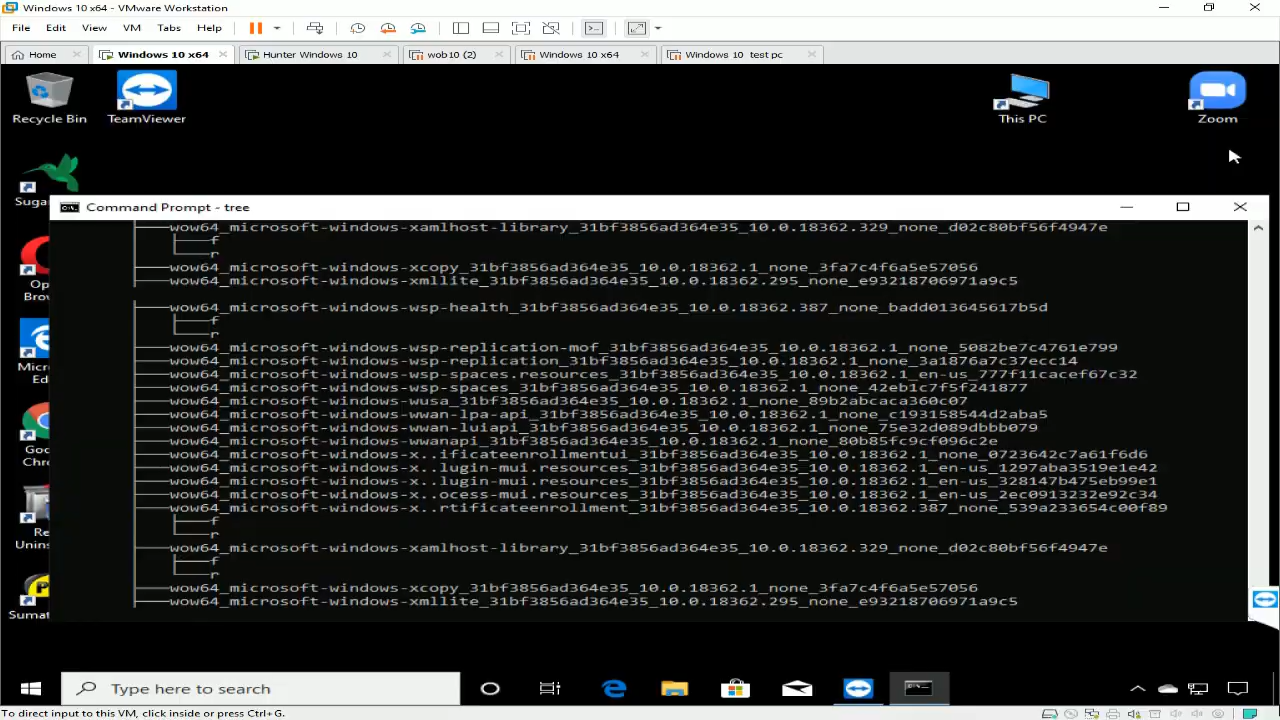 Windows 10 x64 - VMware Workstation
File Edit View VM Tabs Help
Home Windows 10 x64 Hunter Windows 10 wob10 (2) Windows 10 x64 Windows 10 test pc
Recycle Bin TeamViewer This PC Zoom
Command Prompt - tree
wow64_microsoft-windows-xamlhost-library_31bf3856ad364e35_10.0.18362.329_none_d02c80bf56f4947e
f
r
wow64_microsoft-windows-xcopy_31bf3856ad364e35_10.0.18362.1_none_3fa7c4f6a5e57056
wow64_microsoft-windows-xmllite_31bf3856ad364e35_10.0.18362.295_none_e93218706971a9c5
wow64_microsoft-windows-wsp-health_31bf3856ad364e35_10.0.18362.387_none_badd013645617b5d
f
r
wow64_microsoft-windows-wsp-replication-mof_31bf3856ad364e35_10.0.18362.1_none_5082be7c4761e799
wow64_microsoft-windows-wsp-replication_31bf3856ad364e35_10.0.18362.1_none_3a1876a7c37ecc14
wow64_microsoft-windows-wsp-spaces.resources_31bf3856ad364e35_10.0.18362.1_en-us_777f11cacef67c32
wow64_microsoft-windows-wsp-spaces_31bf3856ad364e35_10.0.18362.1_none_42eb1c7f5f241877
wow64_microsoft-windows-wusa_31bf3856ad364e35_10.0.18362.1_none_89b2abcaca360c07
wow64_microsoft-windows-wwan-lpa-api_31bf3856ad364e35_10.0.18362.1_none_c193158544d2aba5
wow64_microsoft-windows-wwan-luiapi_31bf3856ad364e35_10.0.18362.1_none_75e32d089dbbb079
wow64_microsoft-windows-wwanapi_31bf3856ad364e35_10.0.18362.1_none_80b85fc9cf096c2e
wow64_microsoft-windows-x..ificateenrollmentui_31bf3856ad364e35_10.0.18362.1_none_0723642c7a61f6d6
wow64_microsoft-windows-x..lugin-mui.resources_31bf3856ad364e35_10.0.18362.1_en-us_1297aba3519e1e42
wow64_microsoft-windows-x..lugin-mui.resources_31bf3856ad364e35_10.0.18362.1_en-us_328147b475eb99e1
wow64_microsoft-windows-x..ocess-mui.resources_31bf3856ad364e35_10.0.18362.1_en-us_2ec0913232e92c34
wow64_microsoft-windows-x..rtificateenrollment_31bf3856ad364e35_10.0.18362.387_none_539a233654c00f89
f
r
wow64_microsoft-windows-xamlhost-library_31bf3856ad364e35_10.0.18362.329_none_d02c80bf56f4947e
f
r
wow64_microsoft-windows-xcopy_31bf3856ad364e35_10.0.18362.1_none_3fa7c4f6a5e57056
wow64_microsoft-windows-xmllite_31bf3856ad364e35_10.0.18362.295_none_e93218706971a9c5
Suga
Op
Brow
Micr
Ed
Goo
Chr
Re
Unins
Sumat
Type here to search
To direct input to this VM, click inside or press Ctrl+G.